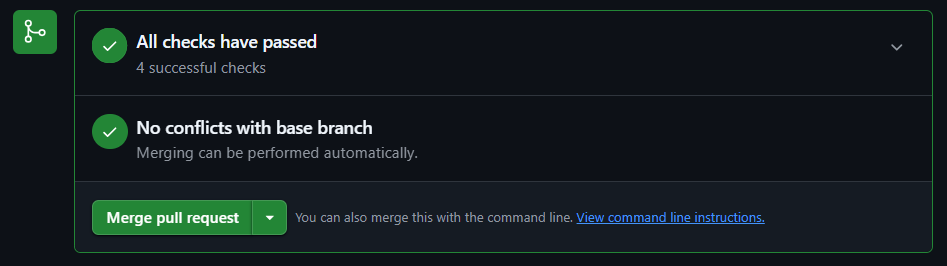 All checks have passed
4 successful checks
No conflicts with base branch
Merging can be performed automatically.
Merge pull request
You can also merge this with the command line. View command line instructions.